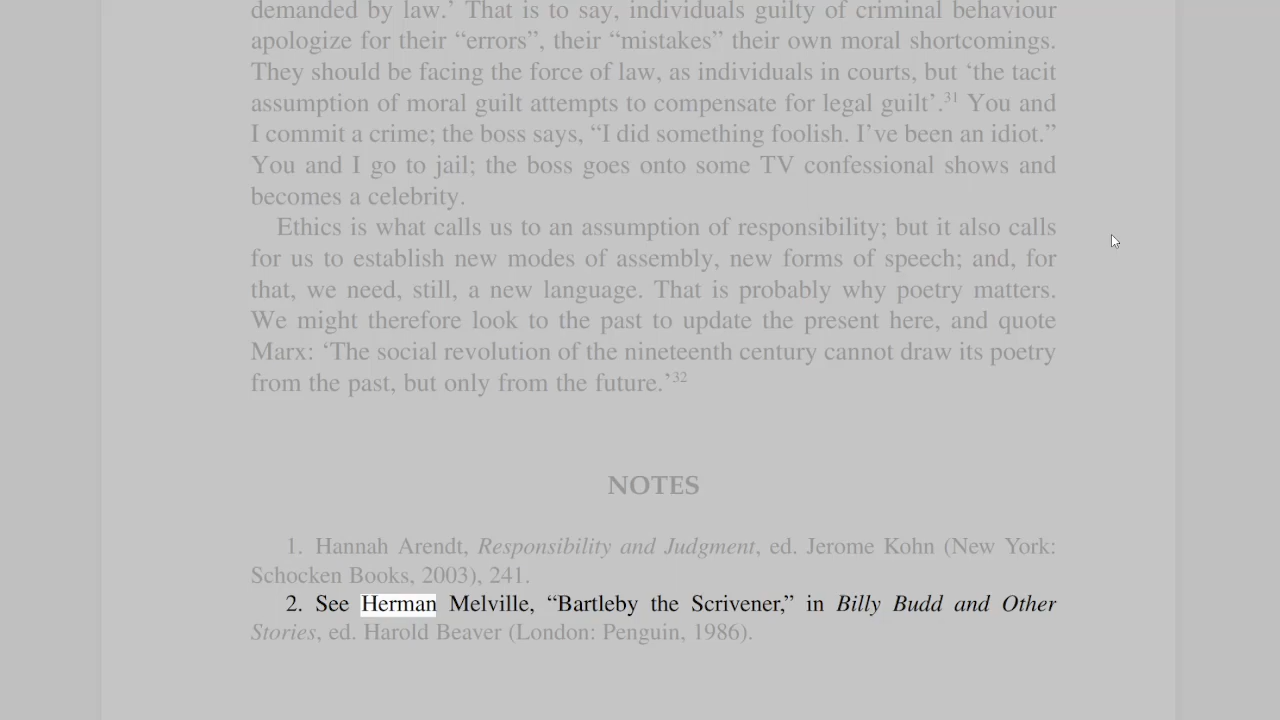 demanded by law.’ That is to say, individuals guilty of criminal behaviour
apologize for their “errors”, their “mistakes” their own moral shortcomings.
They should be facing the force of law, as individuals in courts, but ‘the tacit
assumption of moral guilt attempts to compensate for legal guilt’.31 You and
I commit a crime; the boss says, “I did something foolish. I’ve been an idiot.”
You and I go to jail; the boss goes onto some TV confessional shows and
becomes a celebrity.
Ethics is what calls us to an assumption of responsibility; but it also calls
for us to establish new modes of assembly, new forms of speech; and, for
that, we need, still, a new language. That is probably why poetry matters.
We might therefore look to the past to update the present here, and quote
Marx: ‘The social revolution of the nineteenth century cannot draw its poetry
from the past, but only from the future.’32
NOTES
1. Hannah Arendt, Responsibility and Judgment, ed. Jerome Kohn (New York:
Schocken Books, 2003), 241.
2. See Herman Melville, “Bartleby the Scrivener,” in Billy Budd and Other
Stories, ed. Harold Beaver (London: Penguin, 1986).